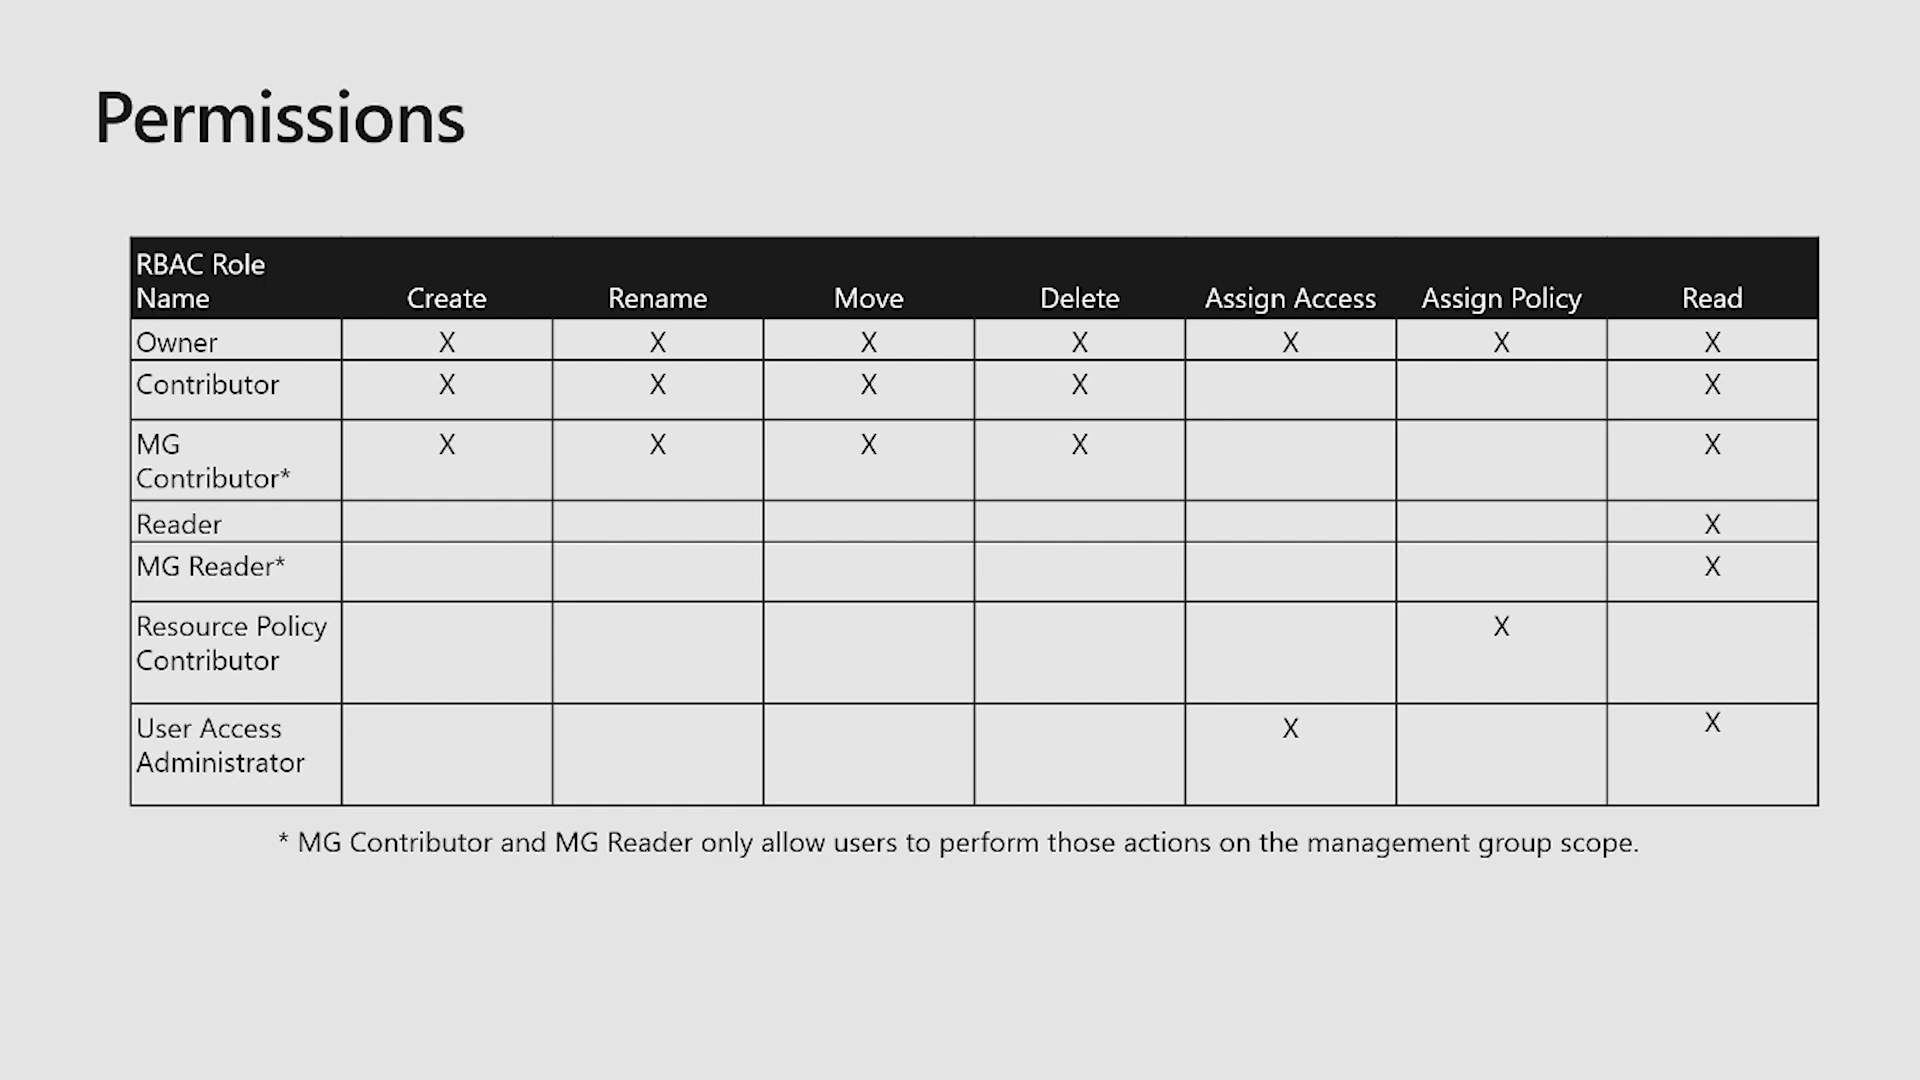 Permissions
RBAC Role
Name Create Rename Move Delete Assign Access Assign Policy Read
Owner X X X X X X X
Contributor X X X X X
MG X X X X X
Contributor*
Reader X
MG Reader* X
Resource Policy X
Contributor
User Access X X
Administrator
* MG Contributor and MG Reader only allow users to perform those actions on the management group scope.